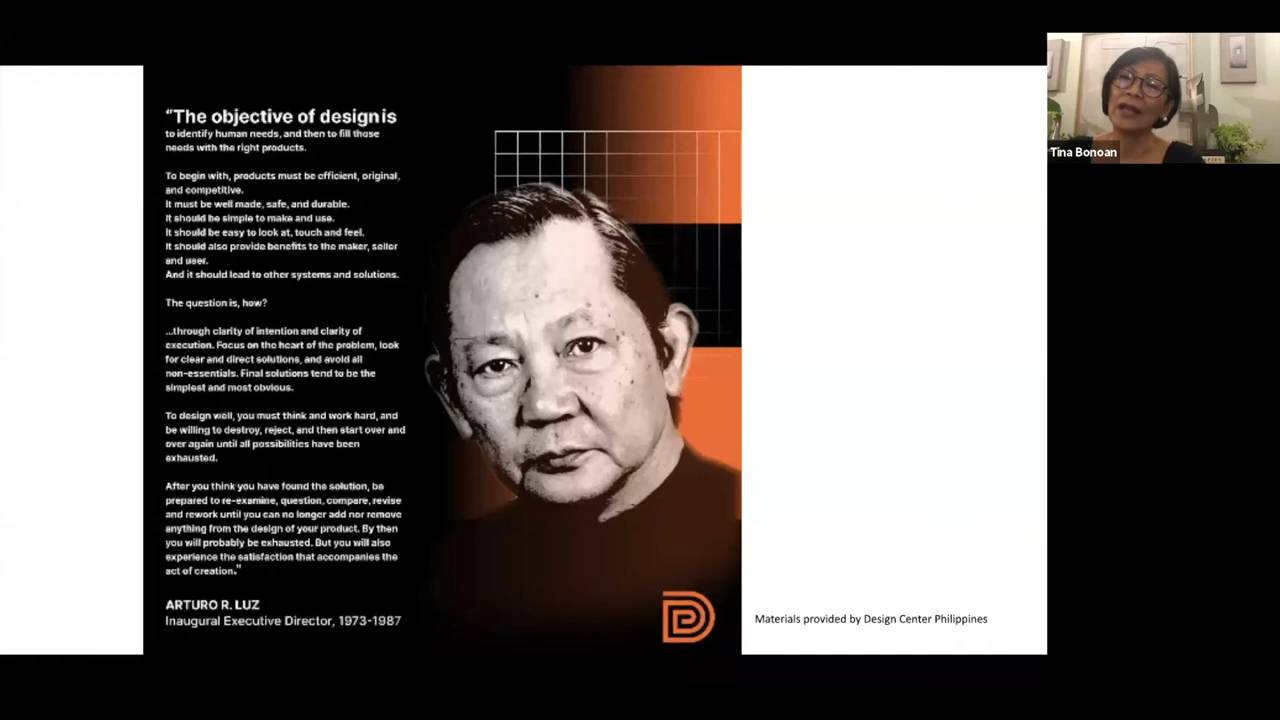 “The objective of design is
to identify human needs, and then to fill those
needs with the right products.
To begin with, products must be efficient, original,
and competitive.
It must be well made, safe, and durable.
It should be simple to make and use.
It should be easy to look at, touch and feel.
It should also provide benefits to the maker, seller
and user.
And it should lead to other systems and solutions.
The question is, how?
...through clarity of intention and clarity of
execution. Focus on the heart of the problem, look
for clear and direct solutions, and avoid all
non-essentials. Final solutions tend to be the
simplest and most obvious.
To design well, you must think and work hard, and
be willing to destroy, reject, and then start over and
over again until all possibilities have been
exhausted.
After you think you have found the solution, be
prepared to re-examine, question, compare, revise
and rework until you can no longer add nor remove
anything from the design of your product. By then
you will probably be exhausted. But you will also
experience the satisfaction that accompanies the
act of creation.”
ARTURO R. LUZ
Inaugural Executive Director, 1973-1987
Materials provided by Design Center Philippines
Tina Bonoan